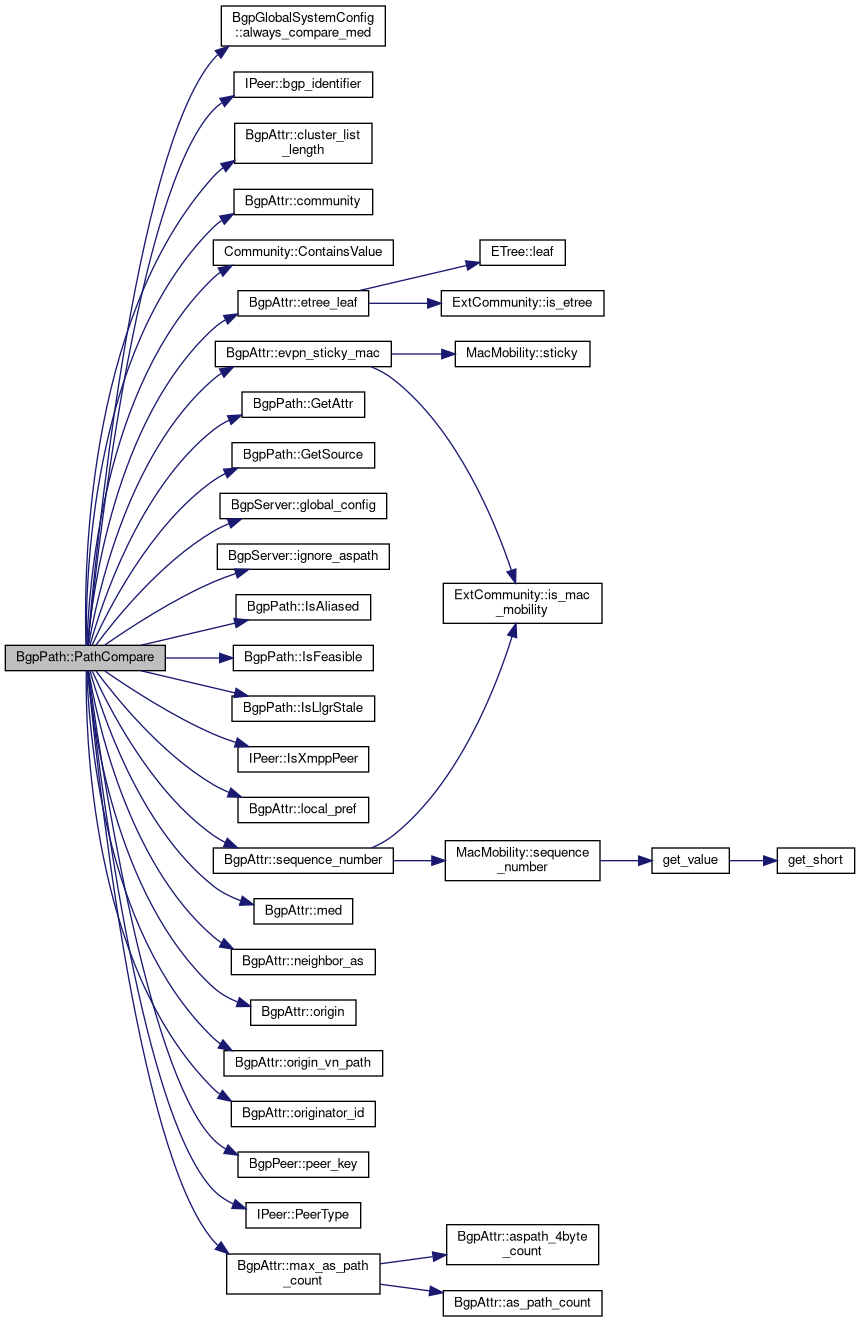 BgpGlobalSystemConfig
::always_compare_med
IPeer::bgp_identifier
BgpAttr::cluster_list
_length
BgpAttr::community
Community::ContainsValue
ETree::leaf
BgpAttr::etree_leaf
ExtCommunity::is_etree
BgpAttr::evpn_sticky_mac
MacMobility::sticky
BgpPath::GetAttr
BgpPath::GetSource
BgpServer::global_config
BgpServer::ignore_aspath
BgpPath::IsAliased
ExtCommunity::is_mac
_mobility
BgpPath::PathCompare
BgpPath::IsFeasible
BgpPath::IsLlgrStale
IPeer::IsXmppPeer
BgpAttr::local_pref
BgpAttr::sequence_number
MacMobility::sequence
_number
get_value
get_short
BgpAttr::med
BgpAttr::neighbor_as
BgpAttr::origin
BgpAttr::origin_vn_path
BgpAttr::originator_id
BgpPeer::peer_key
IPeer::PeerType
BgpAttr::max_as_path
_count
BgpAttr::aspath_4byte
_count
BgpAttr::as_path_count